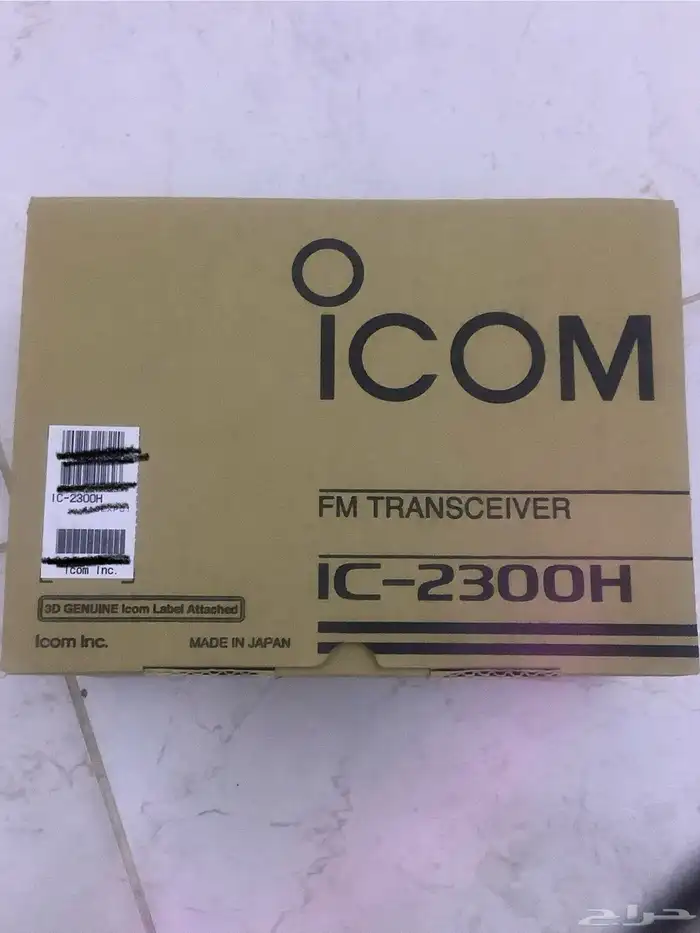 ıCOM
FM TRANSCEIVER
IC-2300H
IC-2300H
Icom Inc.
3D GENUINE Icom Label Attached
Icom Inc.
MADE IN JAPAN
حراج